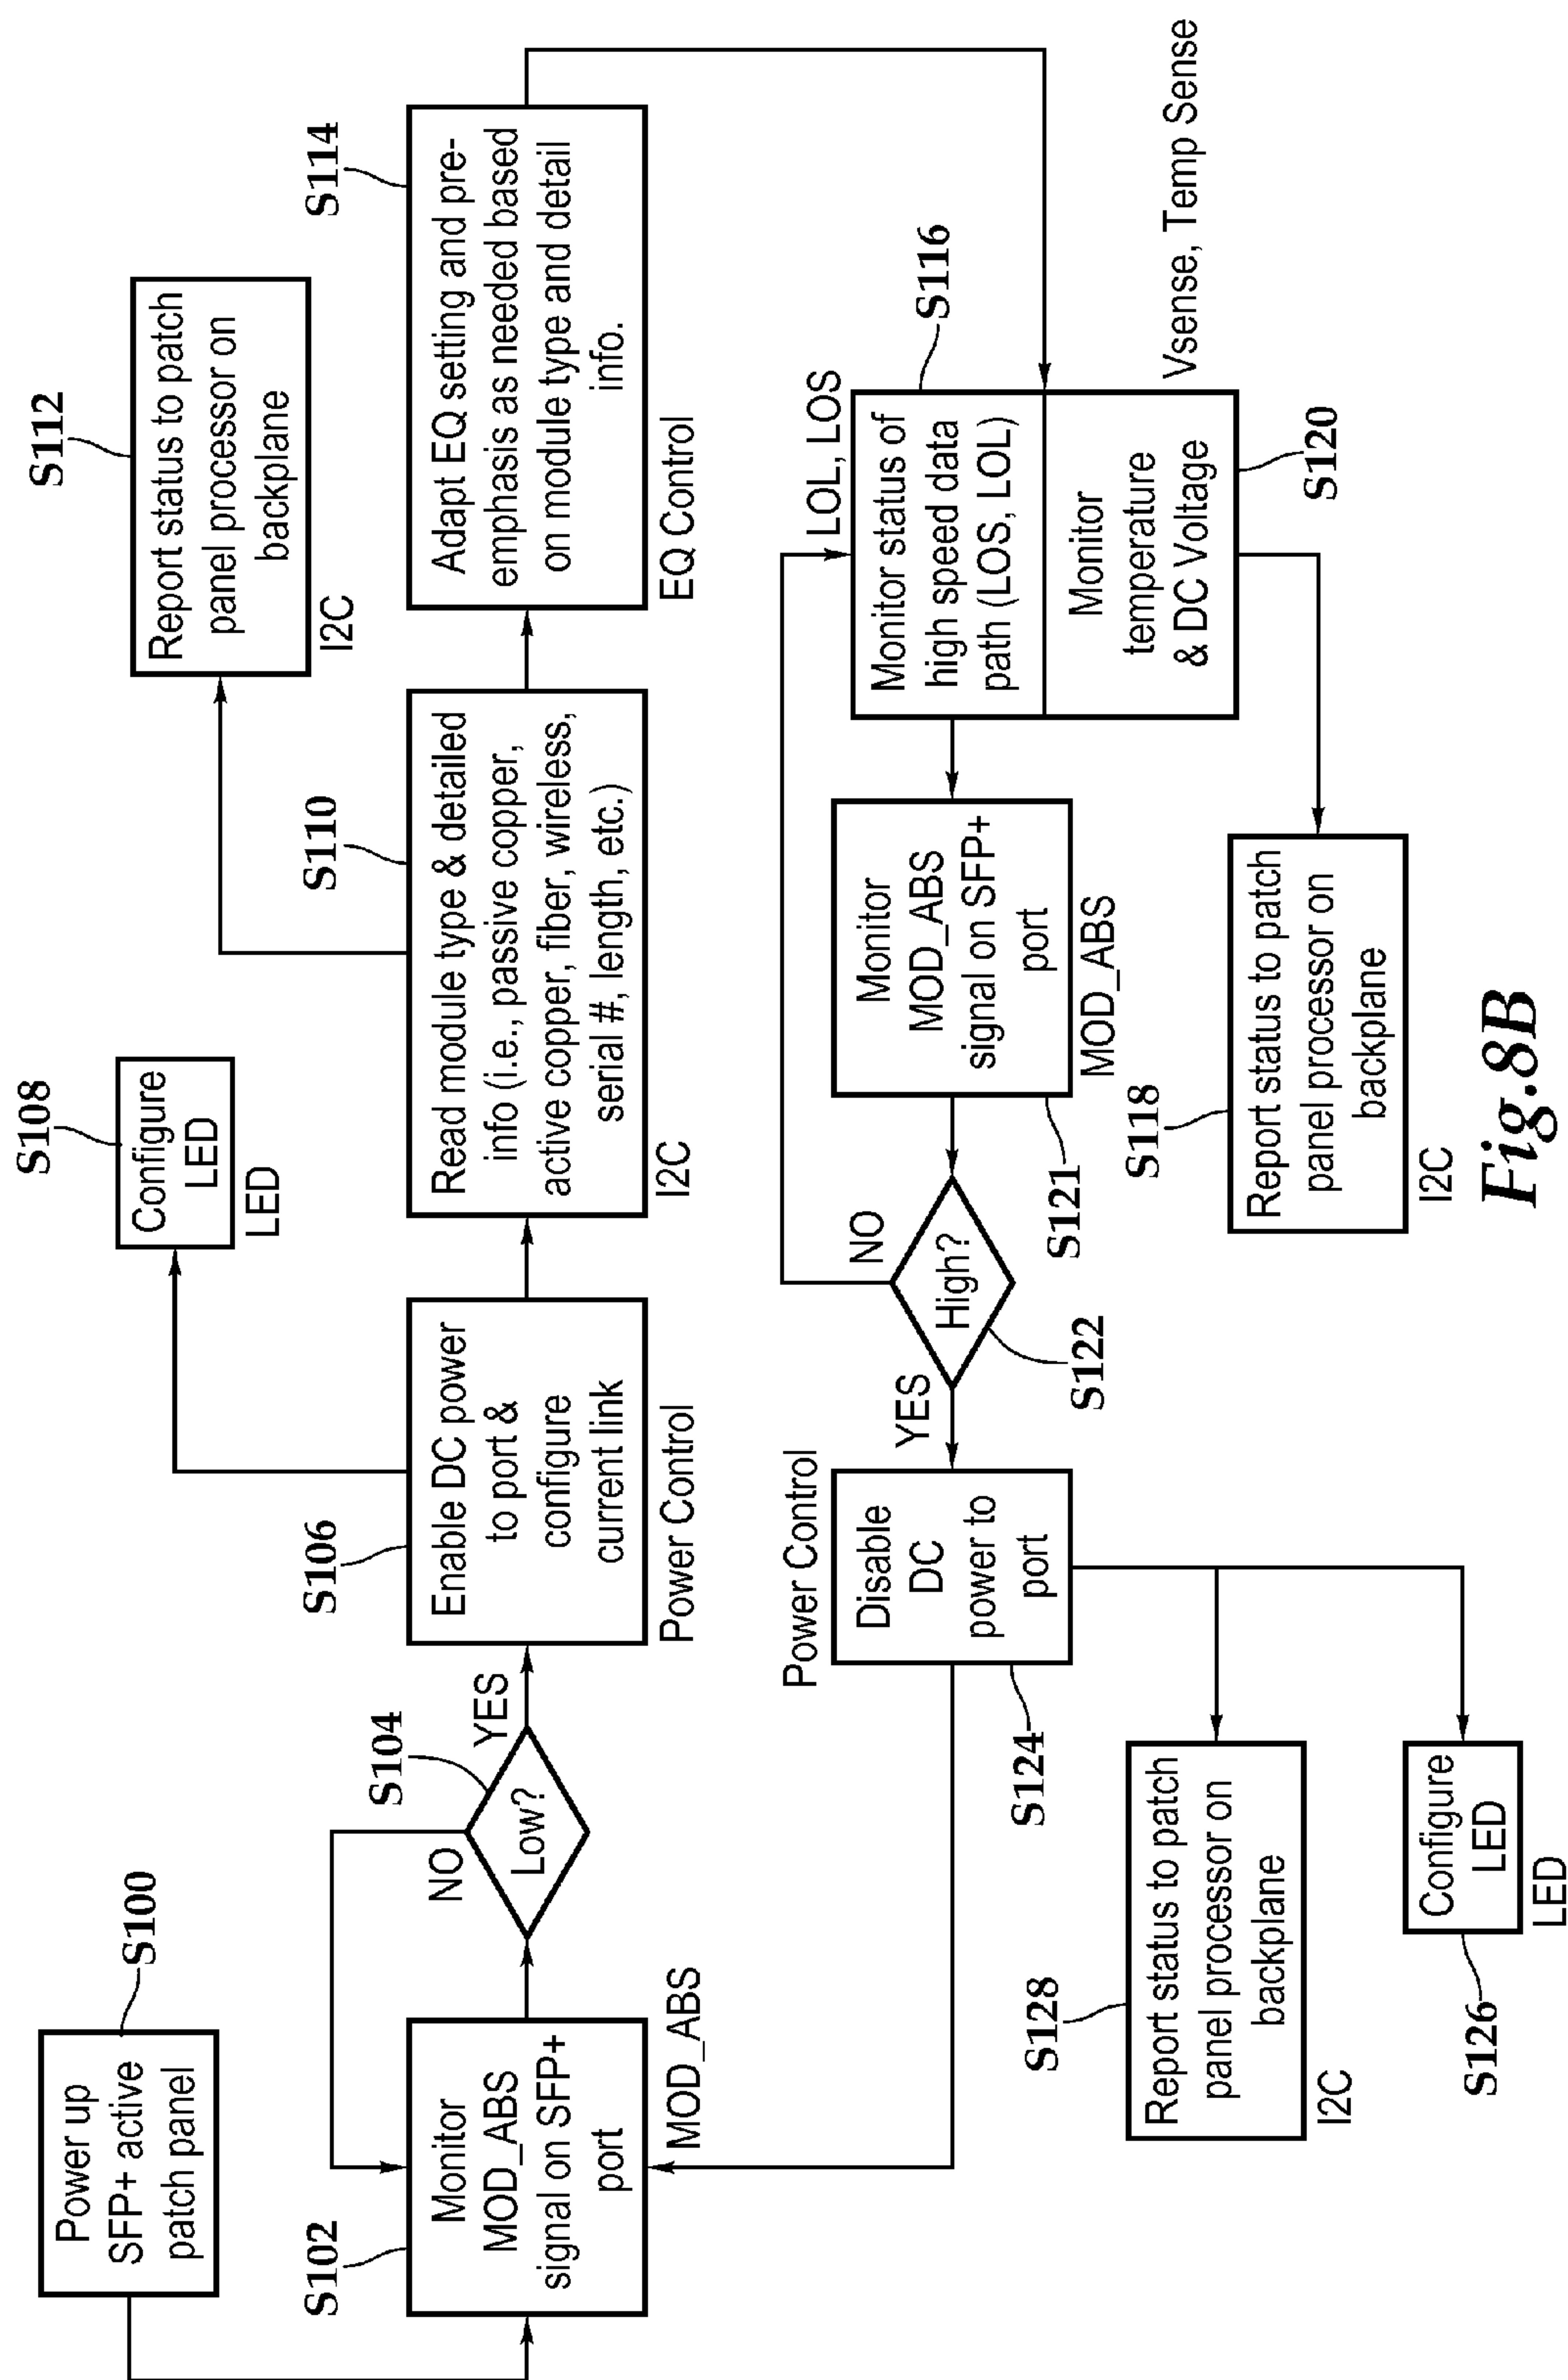 S100
Power up
SFP+ active
patch panel
S102
Monitor
MOD_ABS
signal on SFP+
port
MOD_ABS
S104
Low?
NO
YES
S106
Enable DC power
to port &
configure
current link
Power Control
S108
Configure
LED
LED
S110
Read module type & detailed
info (i.e., passive copper,
active copper, fiber, wireless,
serial #, length, etc.)
I2C
S112
Report status to patch
panel processor on
backplane
I2C
S114
Adapt EQ setting and pre-
emphasis as needed based
on module type and detail
info.
EQ Control
LOL, LOS
S116
Monitor status of
high speed data
path (LOS, LOL)
Monitor
temperature
& DC Voltage
Vsense, Temp Sense
S120
Monitor
MOD_ABS
signal on SFP+
port
MOD_ABS
S121
S118
Report status to patch
panel processor on
backplane
I2C
High?
NO
YES
S122
Power Control
Disable
DC
power to
port
S124
S128
Report status to patch
panel processor on
backplane
I2C
Configure
LED
LED
S126
Fig.8B